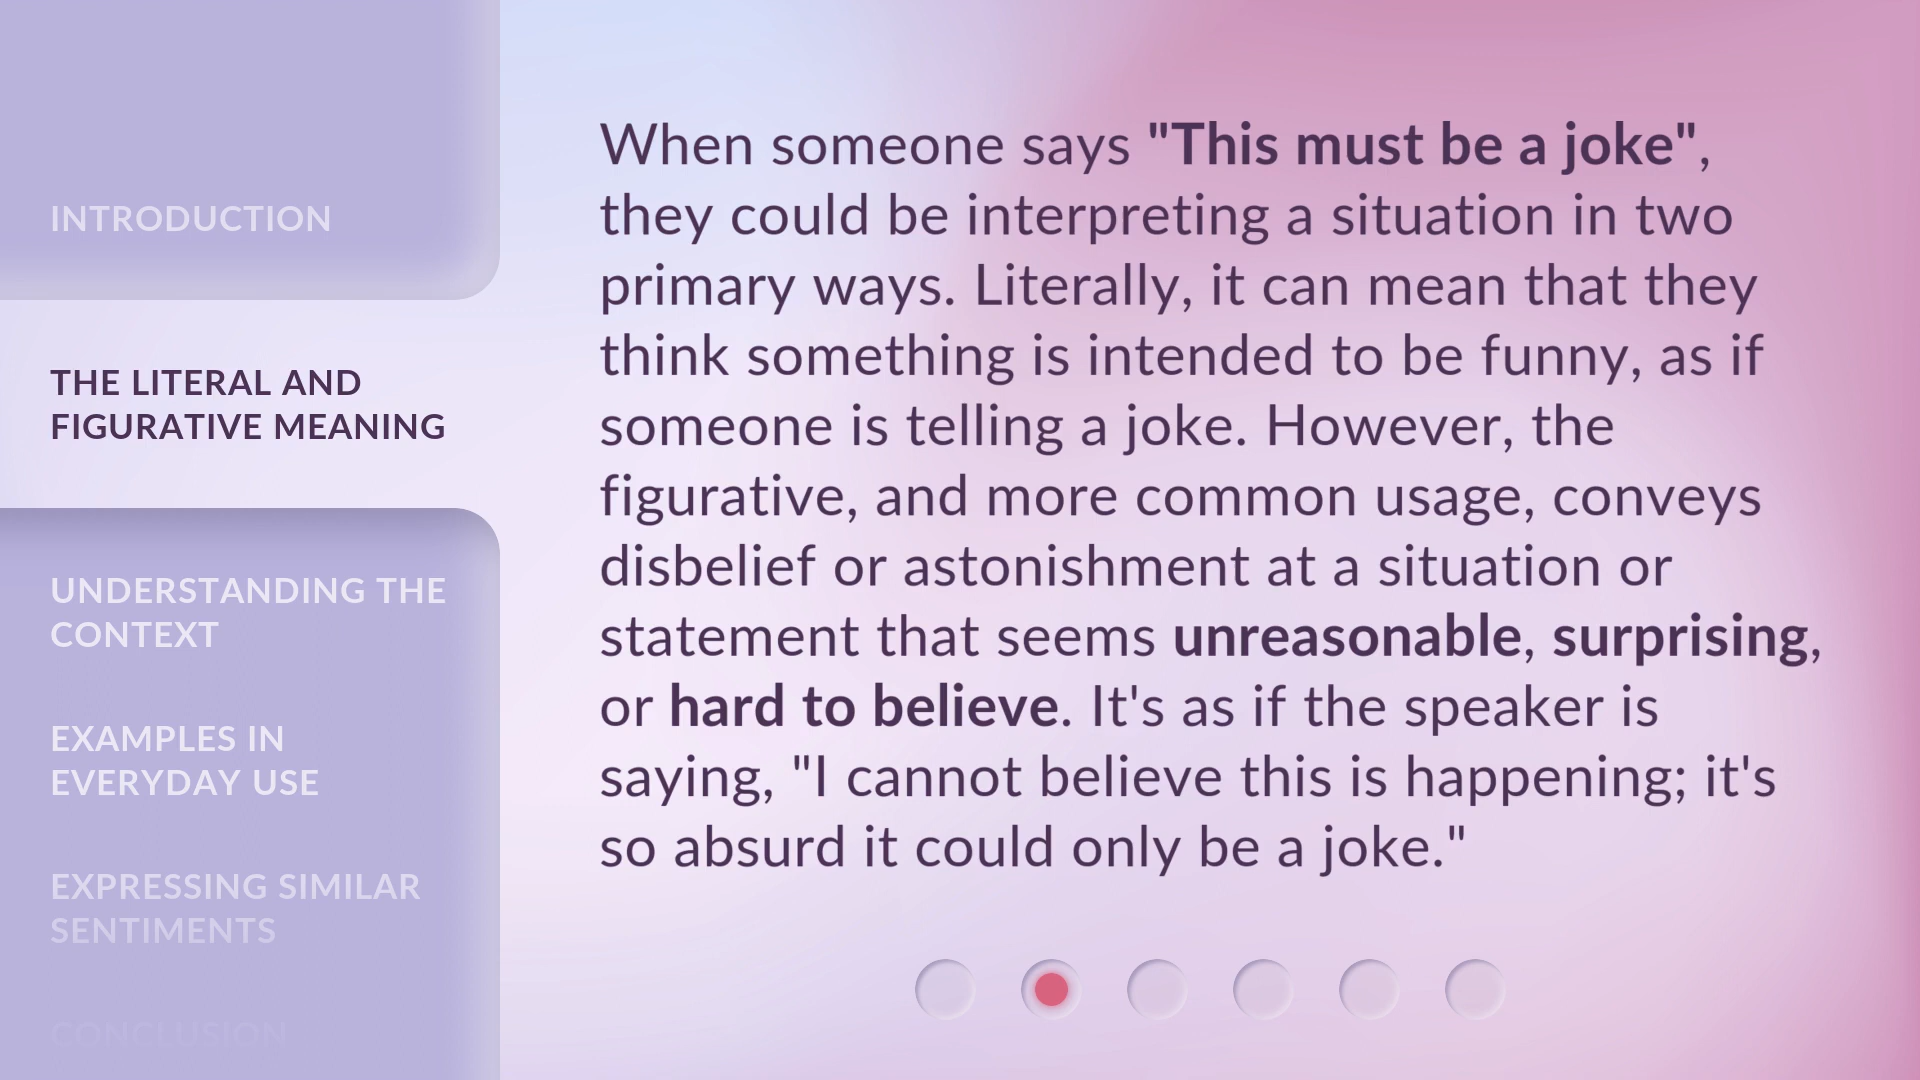 INTRODUCTION
THE LITERAL AND
FIGURATIVE MEANING
UNDERSTANDING THE
CONTEXT
EXAMPLES IN
EVERYDAY USE
EXPRESSING SIMILAR
SENTIMENTS
CONCLUSION
When someone says "This must be a joke",
they could be interpreting a situation in two
primary ways. Literally, it can mean that they
think something is intended to be funny, as if
someone is telling a joke. However, the
figurative, and more common usage, conveys
disbelief or astonishment at a situation or
statement that seems unreasonable, surprising,
or hard to believe. It's as if the speaker is
saying, "I cannot believe this is happening; it's
so absurd it could only be a joke."